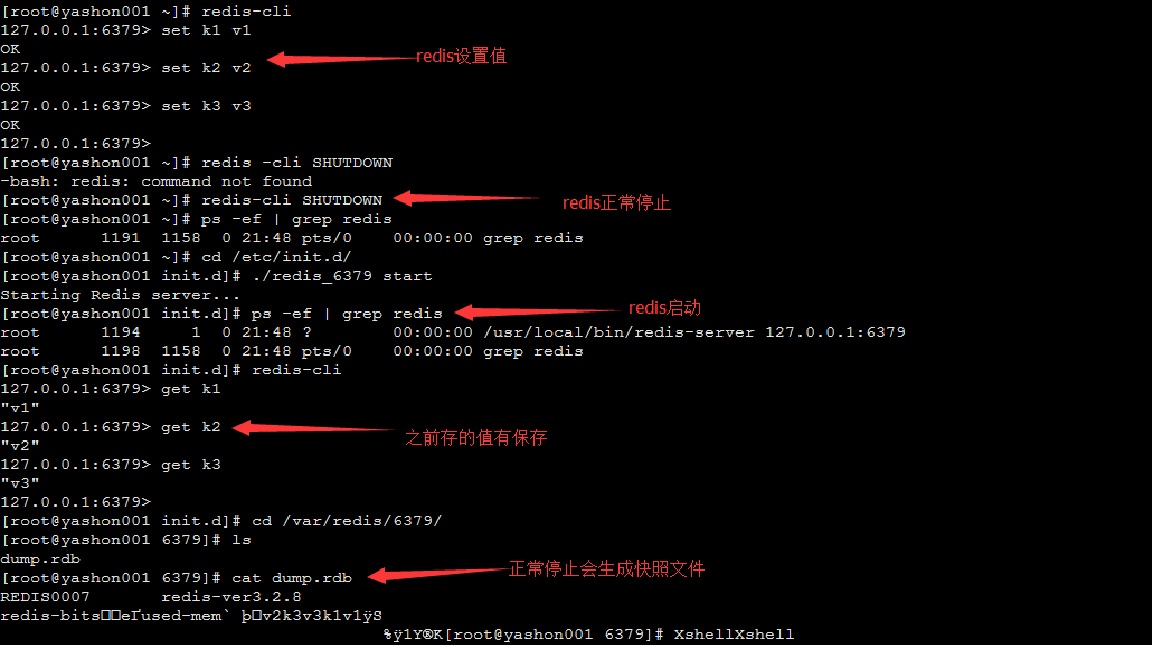 [root@yashon001 ~]# redis-cli
127.0.0.1:6379> set k1 v1
OK
redis设置值
127.0.0.1:6379> set k2 v2
OK
127.0.0.1:6379> set k3 v3
OK
127.0.0.1:6379>
[root@yashon001 ~]# redis -cli SHUTDOWN
-bash: redis: command not found
[root@yashon001 ~]# redis-cli SHUTDOWN
redis正常停止
[root@yashon001 ~]# ps -ef | grep redis
root 1191 1158 0 21:48 pts/0 00:00:00 grep redis
[root@yashon001 ~]# cd /etc/init.d/
[root@yashon001 init.d]# ./redis_6379 start
Starting Redis server...
[root@yashon001 init.d]# ps -ef | grep redis
redis启动
root 1194 1 0 21:48 ? 00:00:00 /usr/local/bin/redis-server 127.0.0.1:6379
root 1198 1158 0 21:48 pts/0 00:00:00 grep redis
[root@yashon001 init.d]# redis-cli
127.0.0.1:6379> get k1
"v1"
127.0.0.1:6379> get k2
之前存的值有保存
"v2"
127.0.0.1:6379> get k3
"v3"
127.0.0.1:6379>
[root@yashon001 init.d]# cd /var/redis/6379/
[root@yashon001 6379]# ls
dump.rdb
[root@yashon001 6379]# cat dump.rdb
正常停止会生成快照文件
REDIS0007 redis-ver3.2.8
redis-bits used-mem` þ v2k3v3k1v1ÿS
%ÿ1Y®K[root@yashon001 6379]# XshellXshell